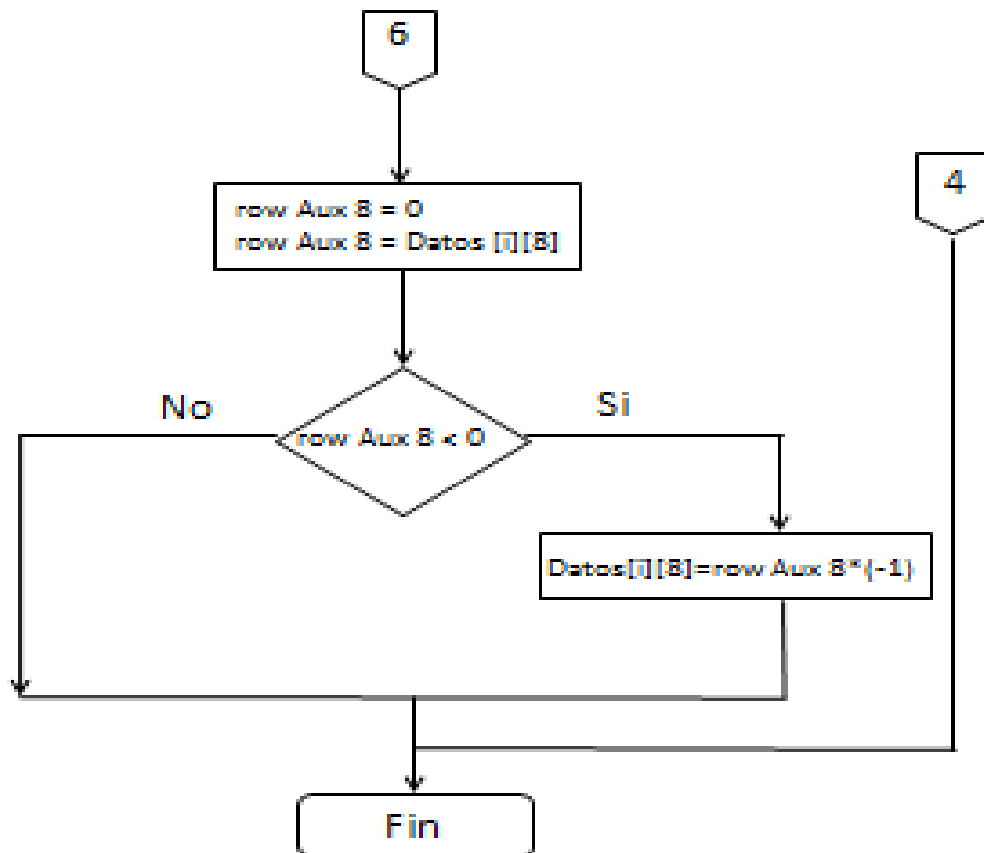 6
4
row Aux 8 = 0
row Aux 8 = Datos [i][8]
No
Si
row Aux 8 < 0
Datos[i][8]=row Aux 8*(-1)
Fin